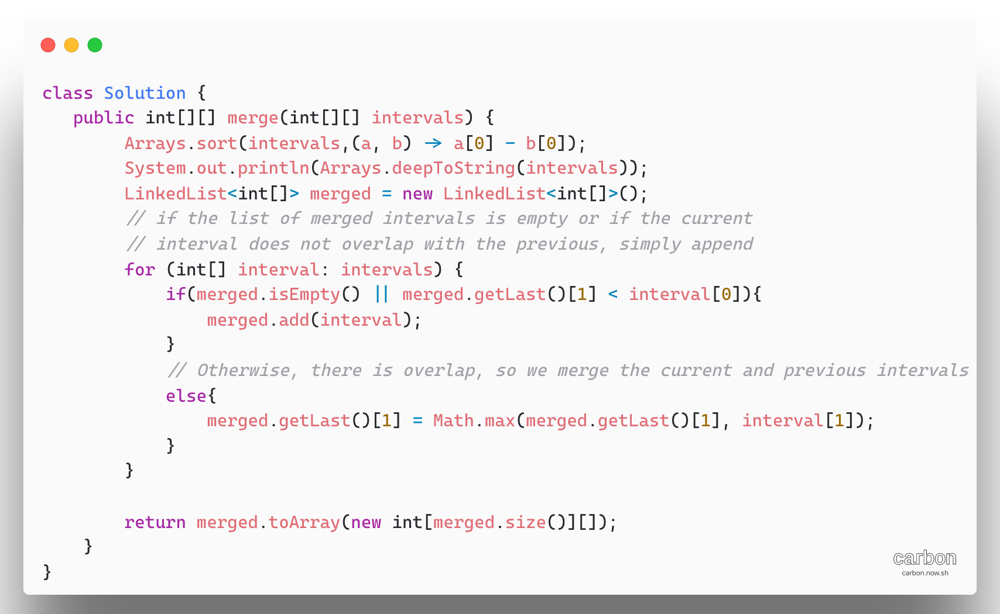 class Solution {
   public int[][] merge(int[][] intervals) {
        Arrays.sort(intervals,(a, b) -> a[0] - b[0]);
        System.out.println(Arrays.deepToString(intervals));
        LinkedList<int[]> merged = new LinkedList<int[]>();
        // if the list of merged intervals is empty or if the current
        // interval does not overlap with the previous, simply append
        for (int[] interval: intervals) {
            if(merged.isEmpty() || merged.getLast()[1] < interval[0]){
                merged.add(interval);
            }
            // Otherwise, there is overlap, so we merge the current and previous intervals
            else{
                merged.getLast()[1] = Math.max(merged.getLast()[1], interval[1]);
            }
        }
        return merged.toArray(new int[merged.size()][]);
    }
}
carbon
carbon.now.sh